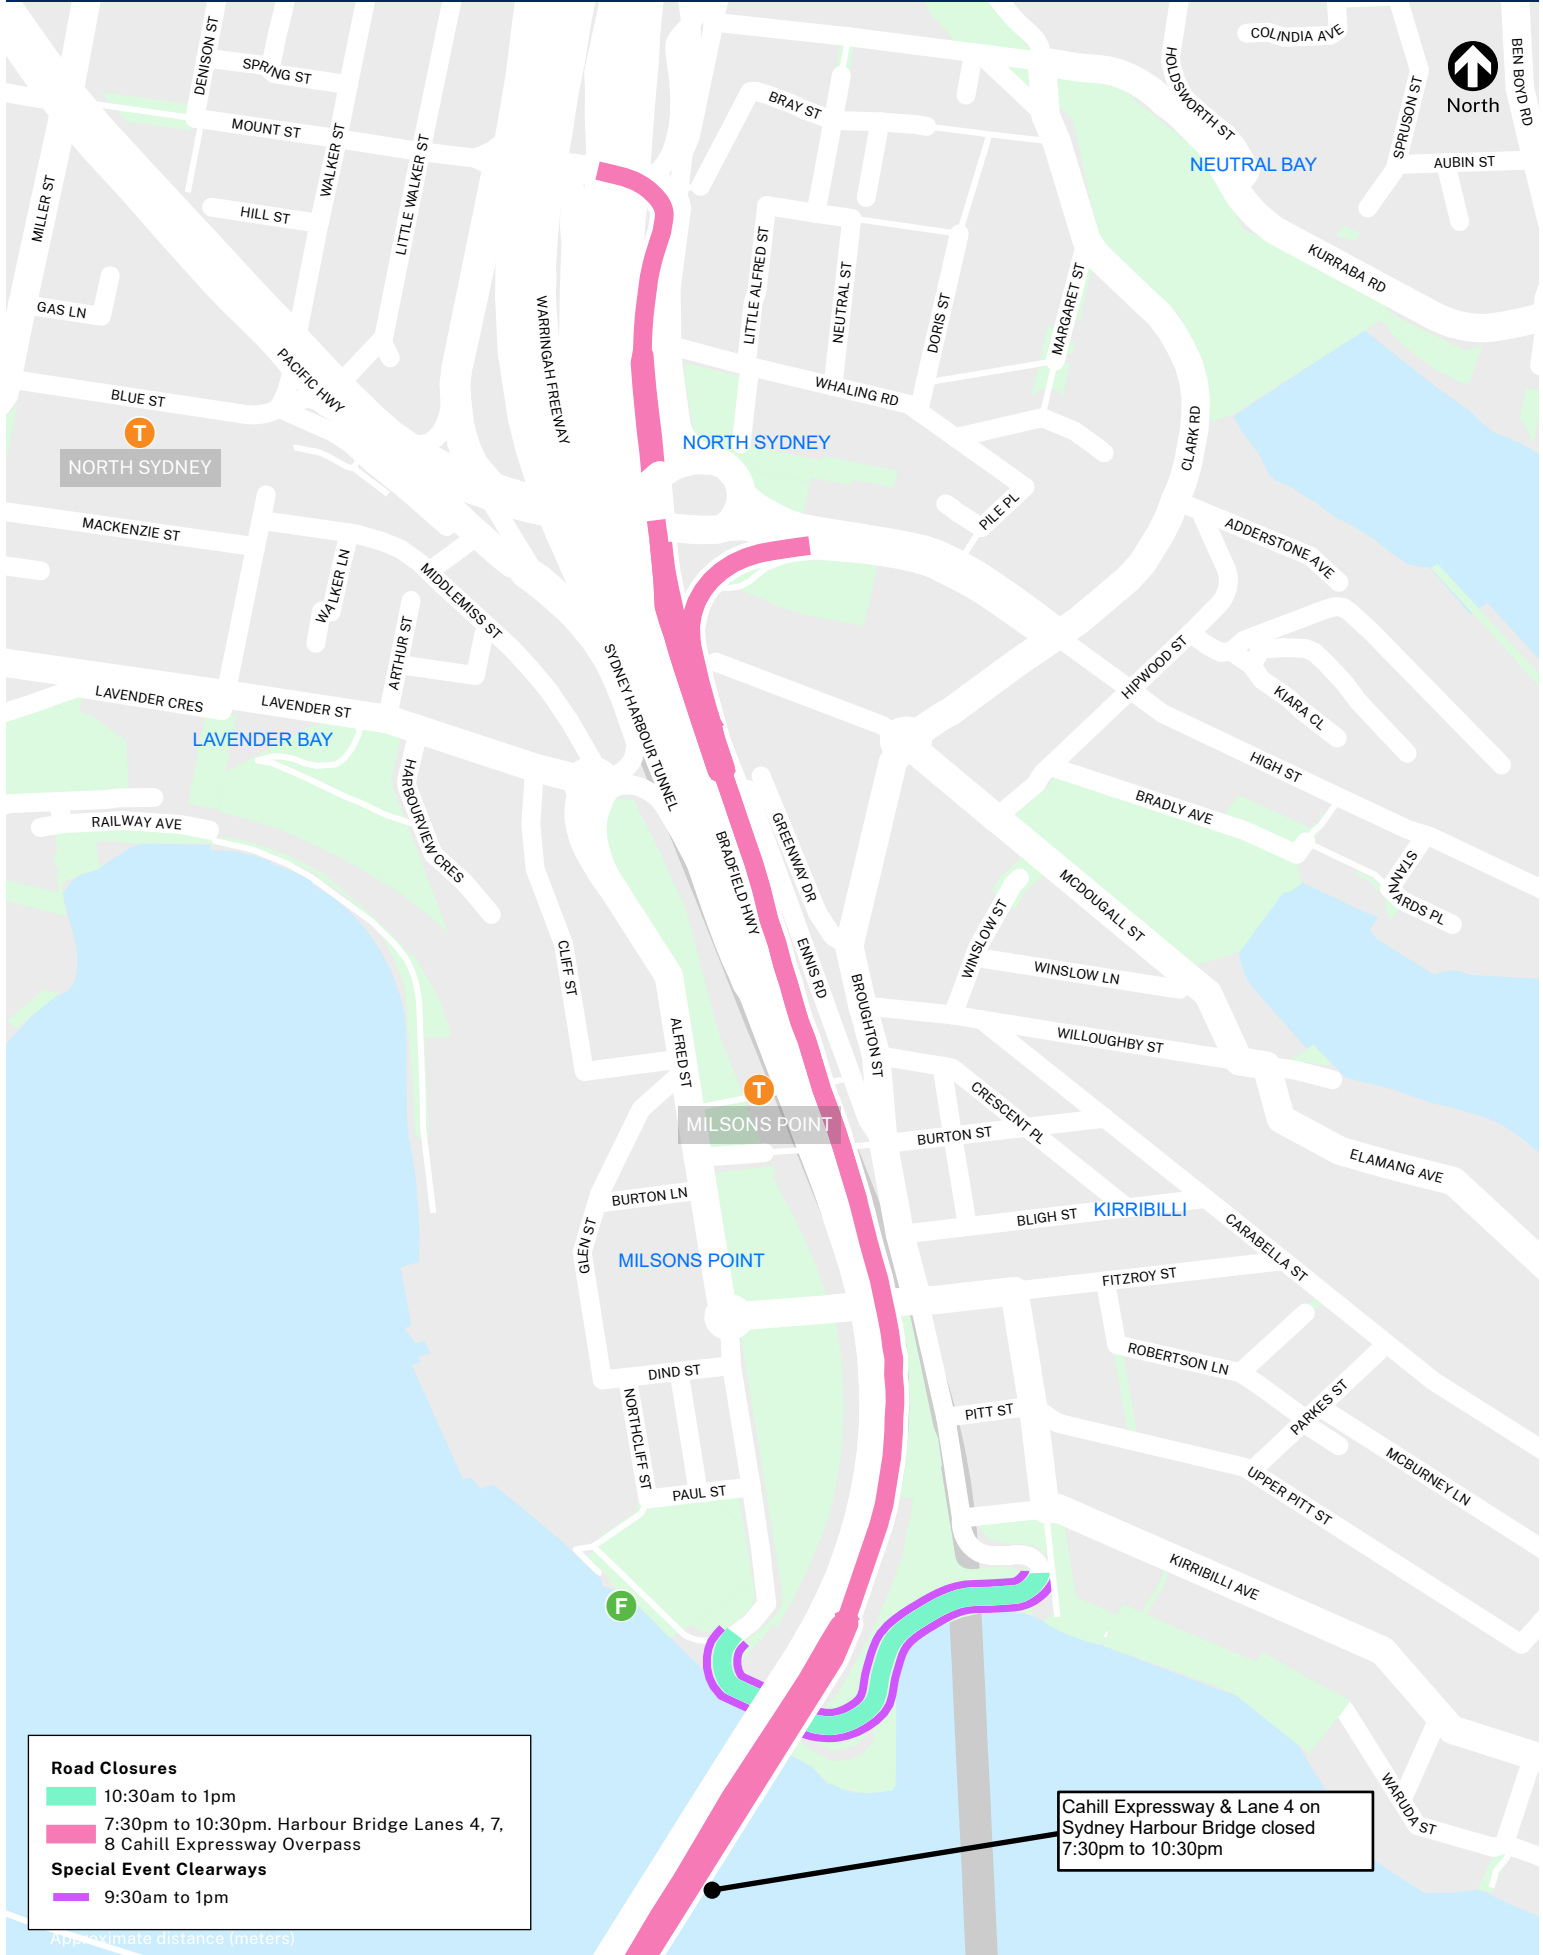 DENISON ST
SPRING ST
MOUNT ST
WALKER ST
LITTLE WALKER ST
MILLER ST
HILL ST
GAS LN
PACIFIC HWY
BLUE ST
T
NORTH SYDNEY
WARRINGAH FREEWAY
BRAY ST
LITTLE ALFRED ST
NEUTRAL ST
DORIS ST
MARGARET ST
WHALING RD
NORTH SYDNEY
PILE PL
CLARK RD
HOLDSWORTH ST
COLINDIA AVE
SPRUSON ST
BEN BOYD RD
North
AUBIN ST
NEUTRAL BAY
KURRABA RD
ADDERSTONE AVE
MACKENZIE ST
WALKER LN
MIDDLEMISS ST
ARTHUR ST
LAVENDER CRES
LAVENDER ST
LAVENDER BAY
HARBOURVIEW CRES
RAILWAY AVE
SYDNEY HARBOUR TUNNEL
BRADFIELD HWY
GREENWAY DR
ENNIS RD
BROUGHTON ST
HIPWOOD ST
KIARA CL
HIGH ST
BRADLY AVE
STANNARDS PL
MCDOUGALL ST
WINSLOW ST
WINSLOW LN
WILLOUGHBY ST
CLIFF ST
ALFRED ST
T
MILSONS POINT
CRESCENT PL
BURTON ST
ELAMANG AVE
BURTON LN
GLEN ST
MILSONS POINT
BLIGH ST
KIRRIBILLI
CARABELLA ST
FITZROY ST
ROBERTSON LN
DIND ST
NORTHCLIFF ST
PAUL ST
PITT ST
PARKES ST
MCBURNEY LN
UPPER PITT ST
KIRRIBILLI AVE
F
WARUDA ST
Cahill Expressway & Lane 4 on
Sydney Harbour Bridge closed
7:30pm to 10:30pm
Road Closures
10:30am to 1pm
7:30pm to 10:30pm. Harbour Bridge Lanes 4, 7,
8 Cahill Expressway Overpass
Special Event Clearways
9:30am to 1pm
Approximate distance (meters)